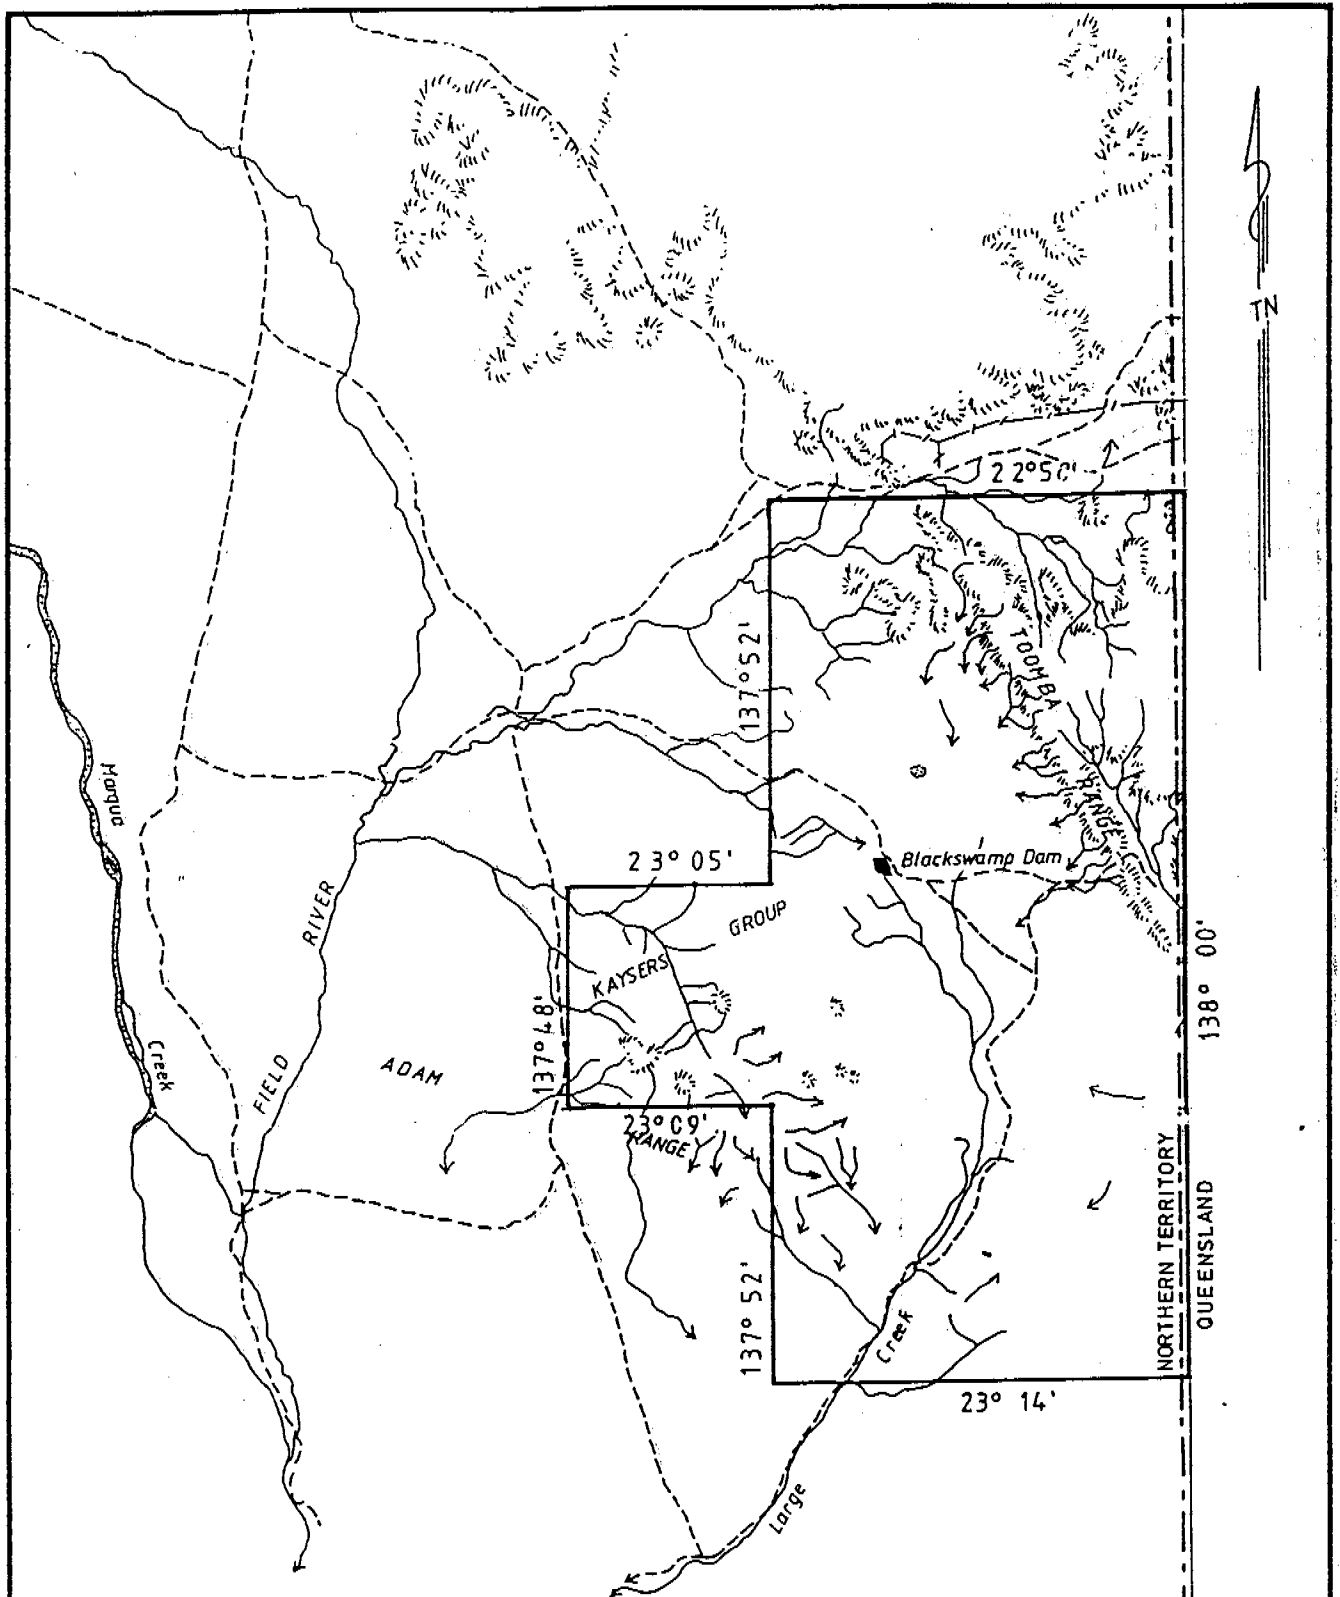 TN
22°50'
137°52'
TOOMBA
RANGE
Marqua
Creek
23°05'
Blackswamp Dam
GROUP
KAYSERS
RIVER
FIELD
138° 00'
137°48'
ADAM
23°09'
RANGE
NORTHERN TERRITORY
QUEENSLAND
137° 52'
Creek
23° 14'
Large